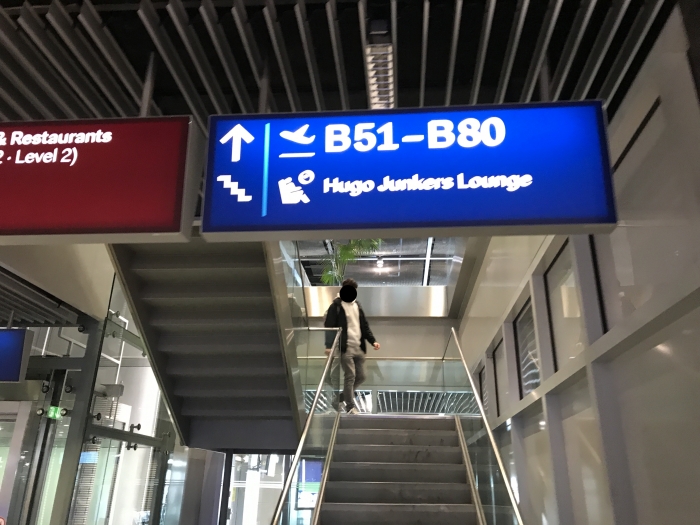 & Restaurants
2 · Level 2)
B51–B80
Hugo Junkers Lounge